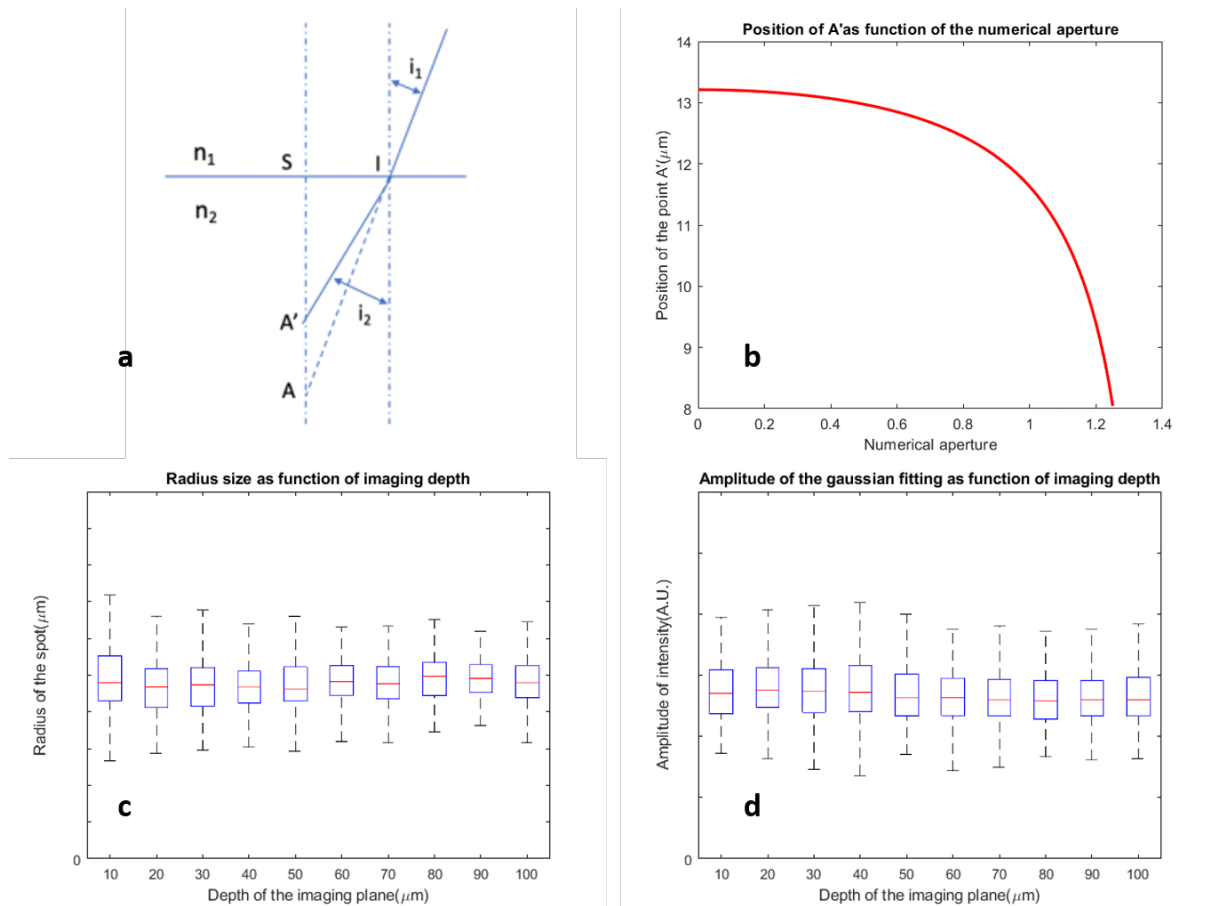 n₁
S
I
i₁
n₂
A'
i₂
A
a
Position of A'as function of the numerical aperture
14
13
12
11
10
9
8
Position of the point A'(μm)
0 0.2 0.4 0.6 0.8 1 1.2 1.4
Numerical aperture
b
Radius size as function of imaging depth
Radius of the spot(μm)
0
10 20 30 40 50 60 70 80 90 100
Depth of the imaging plane(μm)
c
Amplitude of the gaussian fitting as function of imaging depth
Amplitude of intensity(A.U.)
0
10 20 30 40 50 60 70 80 90 100
Depth of the imaging plane(μm)
d